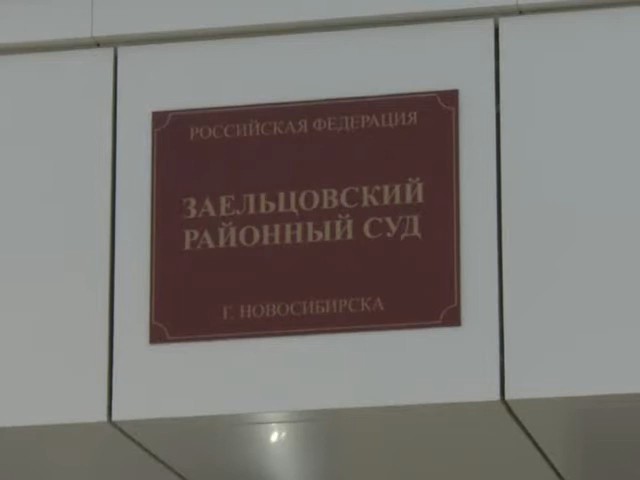 РОССИЙСКАЯ ФЕДЕРАЦИЯ
ЗАЕЛЬЦОВСКИЙ
РАЙОННЫЙ СУД
Г. НОВОСИБИРСКА